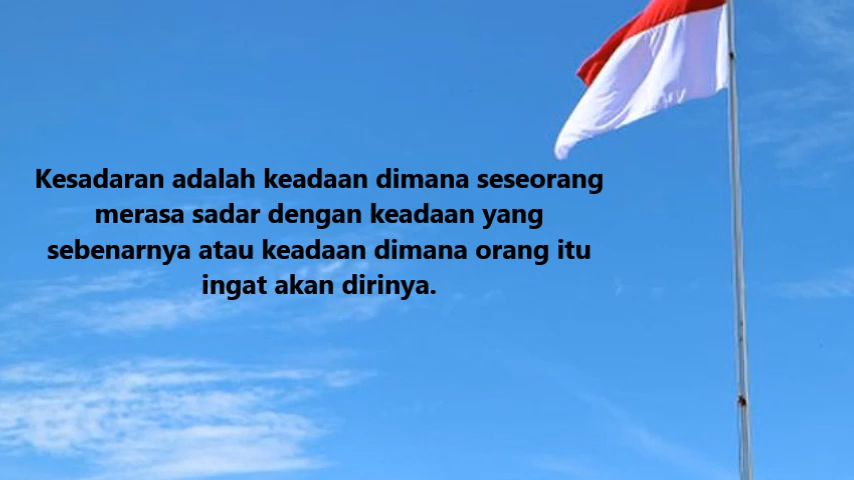 Kesadaran adalah keadaan dimana seseorang
merasa sadar dengan keadaan yang
sebenarnya atau keadaan dimana orang itu
ingat akan dirinya.